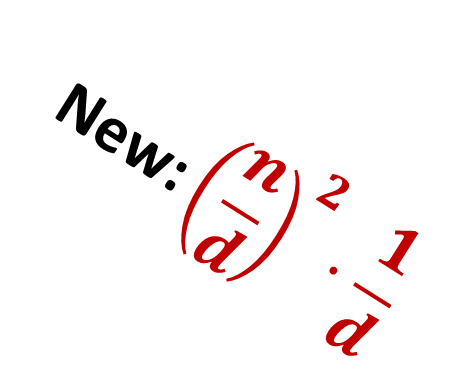 New: (n/d)² · 1/d